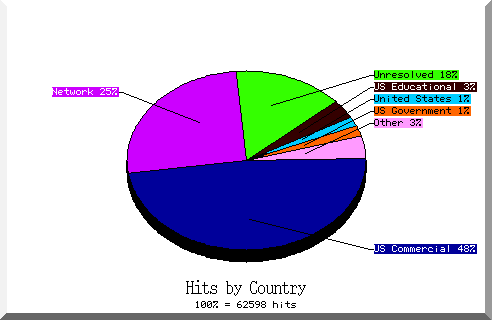 Unresolved 18%
US Educational 3%
Network 25%
United States 1%
US Government 1%
Other 3%
US Commercial 48%
Hits by Country
100% = 62598 hits